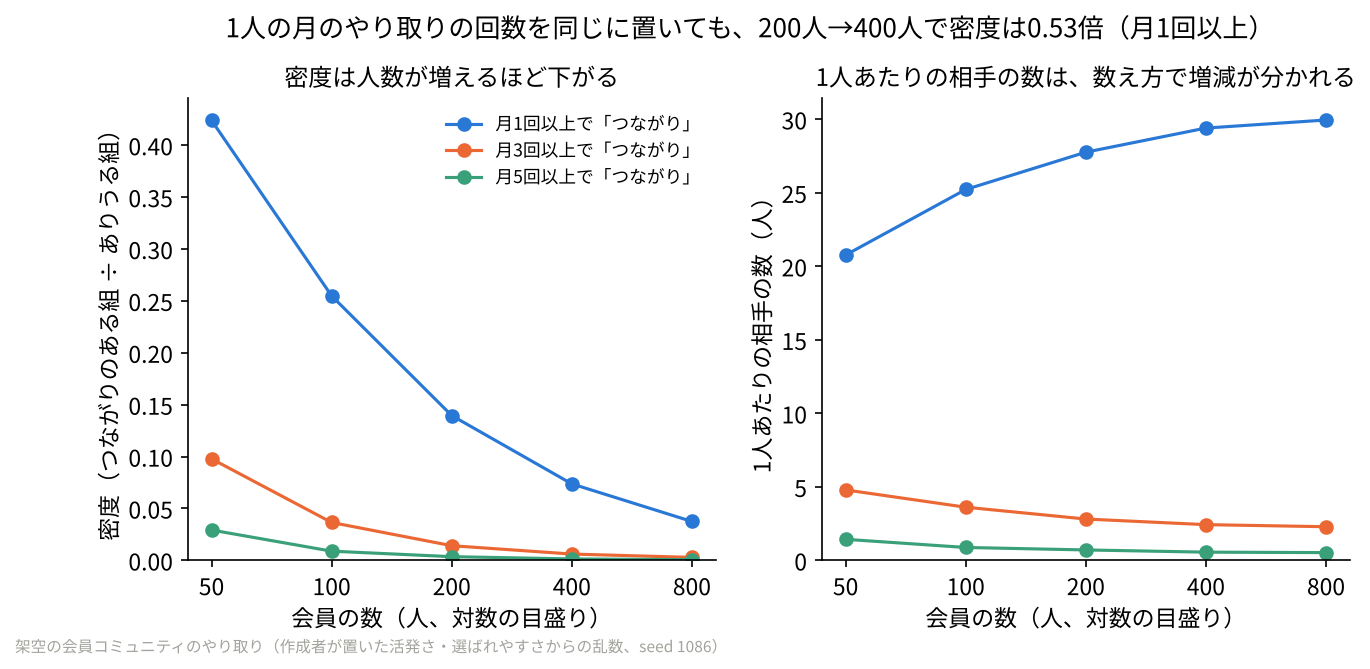 1人の月のやり取りの回数を同じに置いても、200人→400人で密度は0.53倍（月1回以上）
密度は人数が増えるほど下がる
密度（つながりのある組 ÷ ありうる組）
0.40
0.35
0.30
0.25
0.20
0.15
0.10
0.05
0.00
月1回以上で「つながり」
月3回以上で「つながり」
月5回以上で「つながり」
50 100 200 400 800
会員の数（人、対数の目盛り）
1人あたりの相手の数は、数え方で増減が分かれる
1人あたりの相手の数（人）
30
25
20
15
10
5
0
50 100 200 400 800
会員の数（人、対数の目盛り）
架空の会員コミュニティのやり取り（作成者が置いた活発さ・選ばれやすさからの乱数、seed 1086）